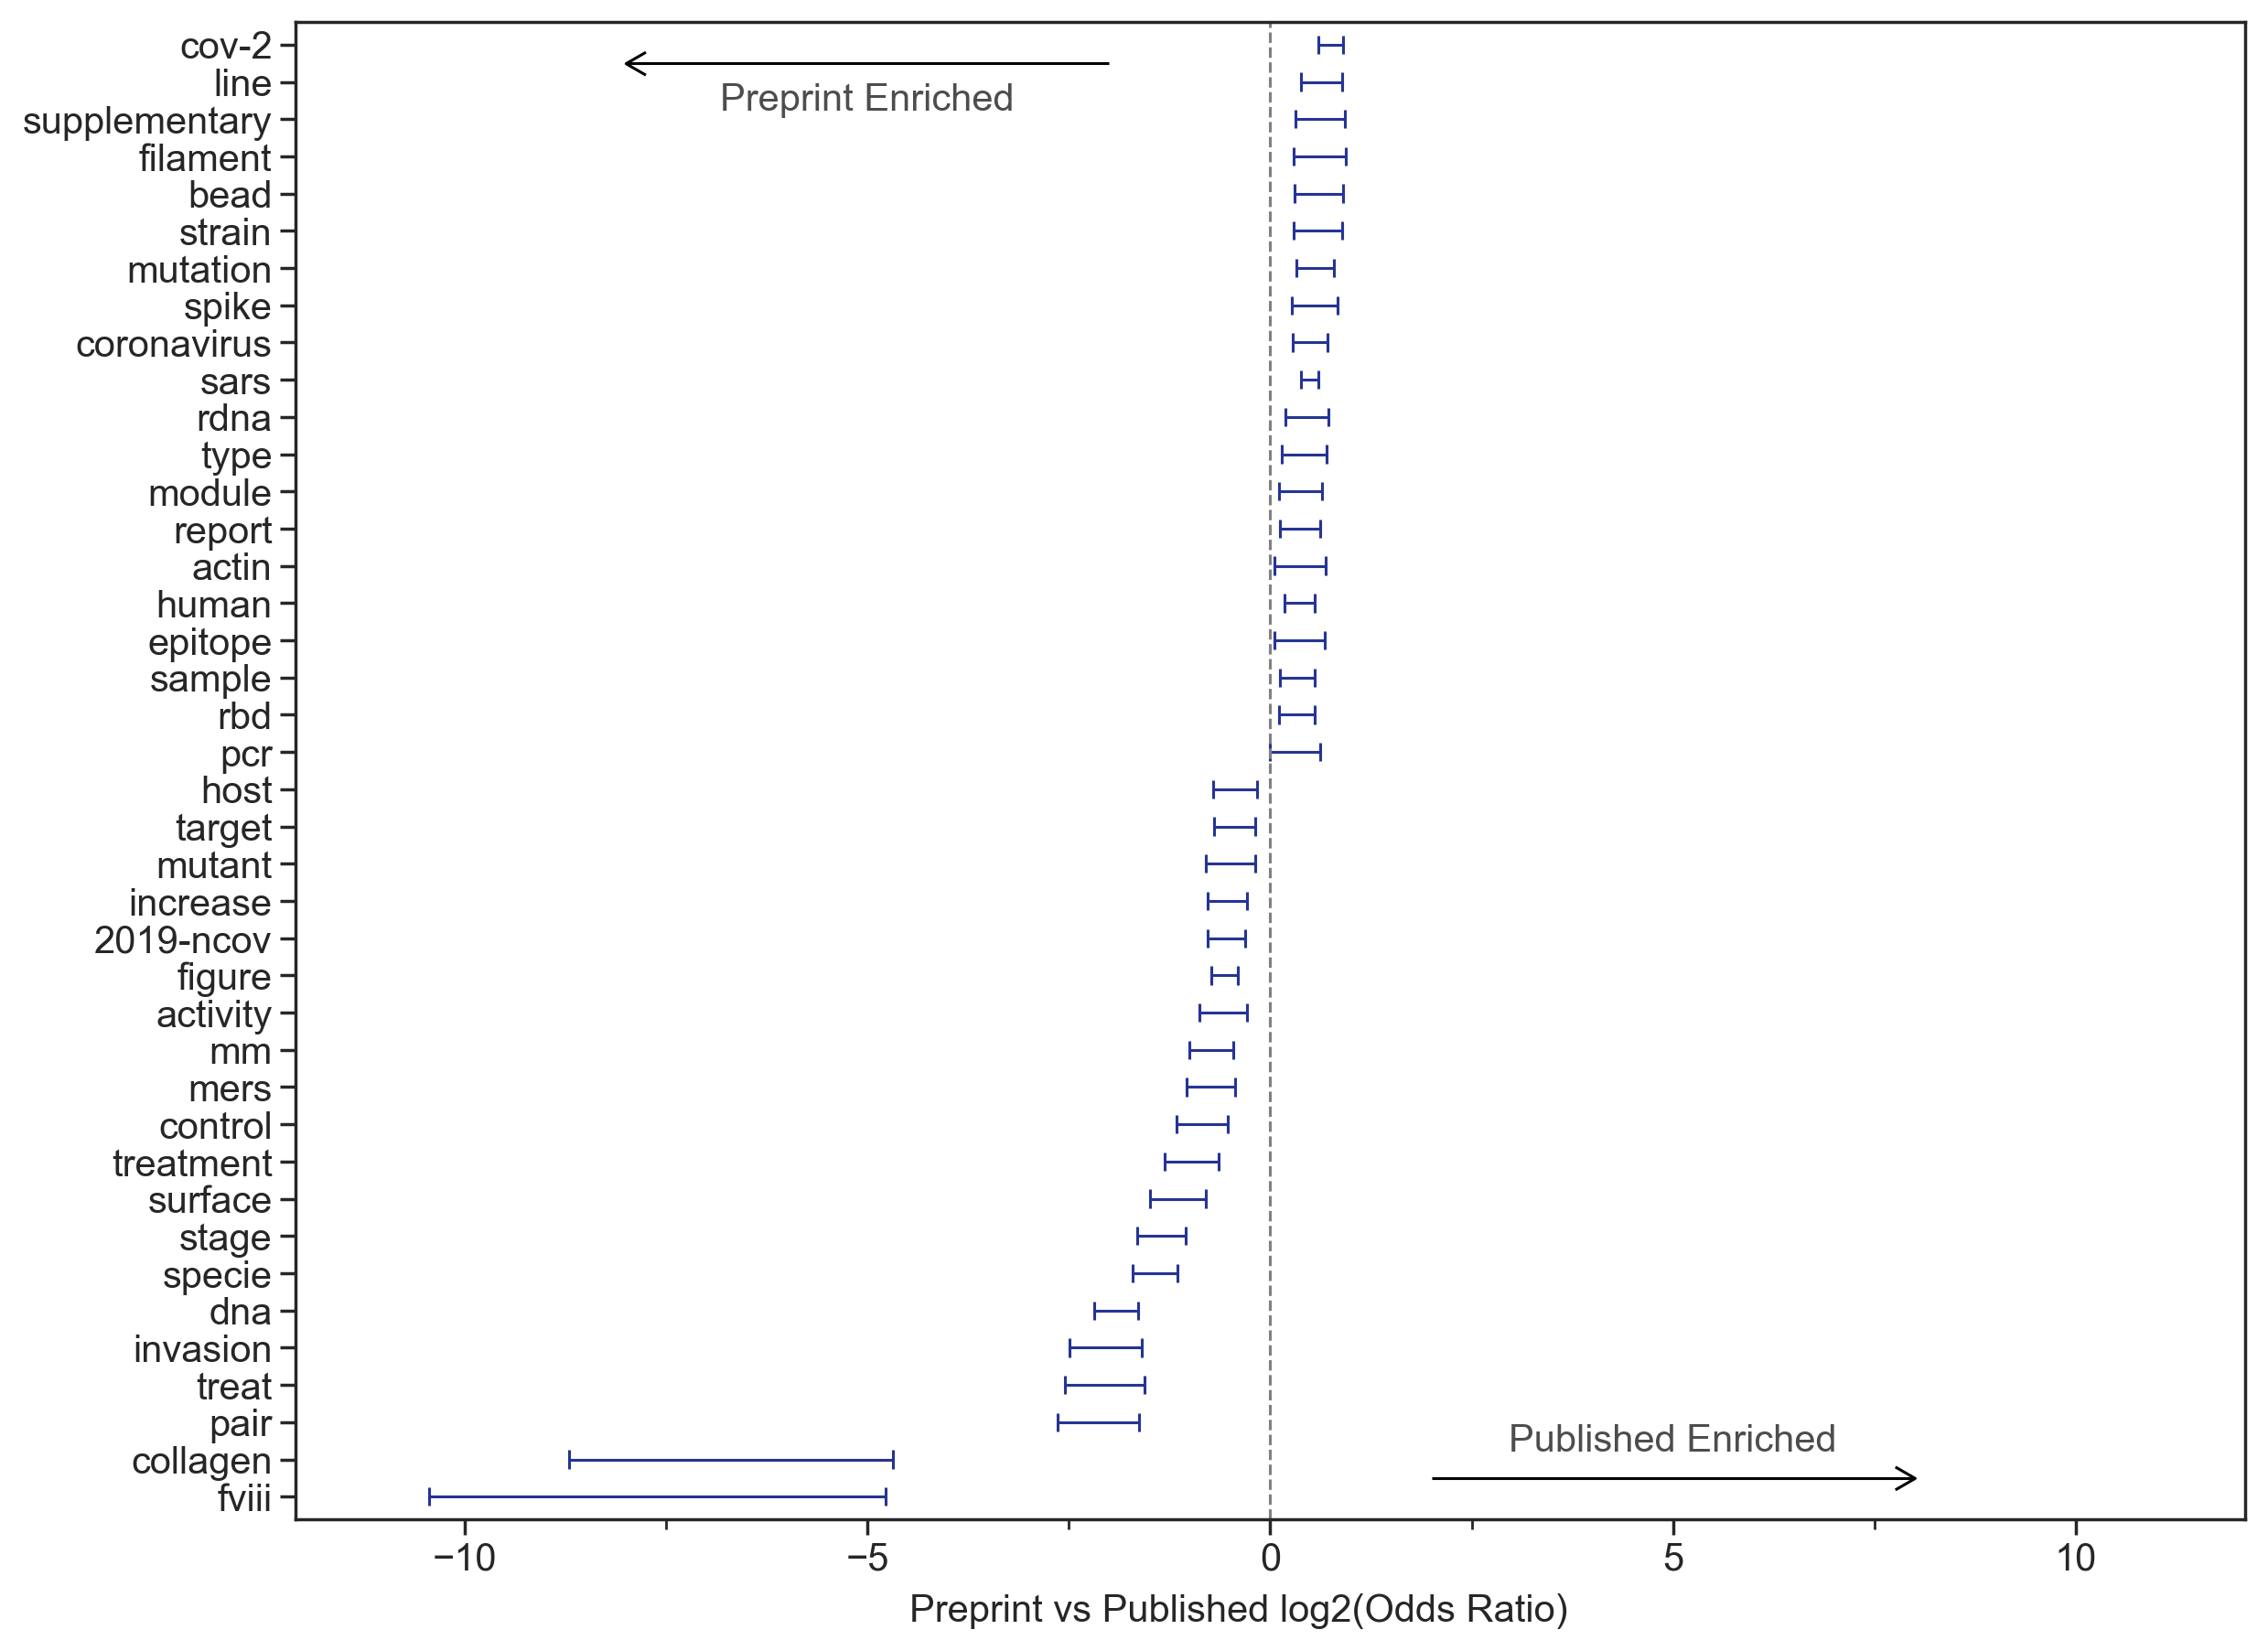 cov-2
Preprint Enriched
line
supplementary
filament
bead
strain
mutation
spike
coronavirus
sars
rdna
type
module
report
actin
human
epitope
sample
rbd
pcr
host
target
mutant
increase
2019-ncov
figure
activity
mm
mers
control
treatment
surface
stage
specie
dna
invasion
treat
pair
Published Enriched
collagen
fviii
−10 −5 0 5 10
Preprint vs Published log2(Odds Ratio)